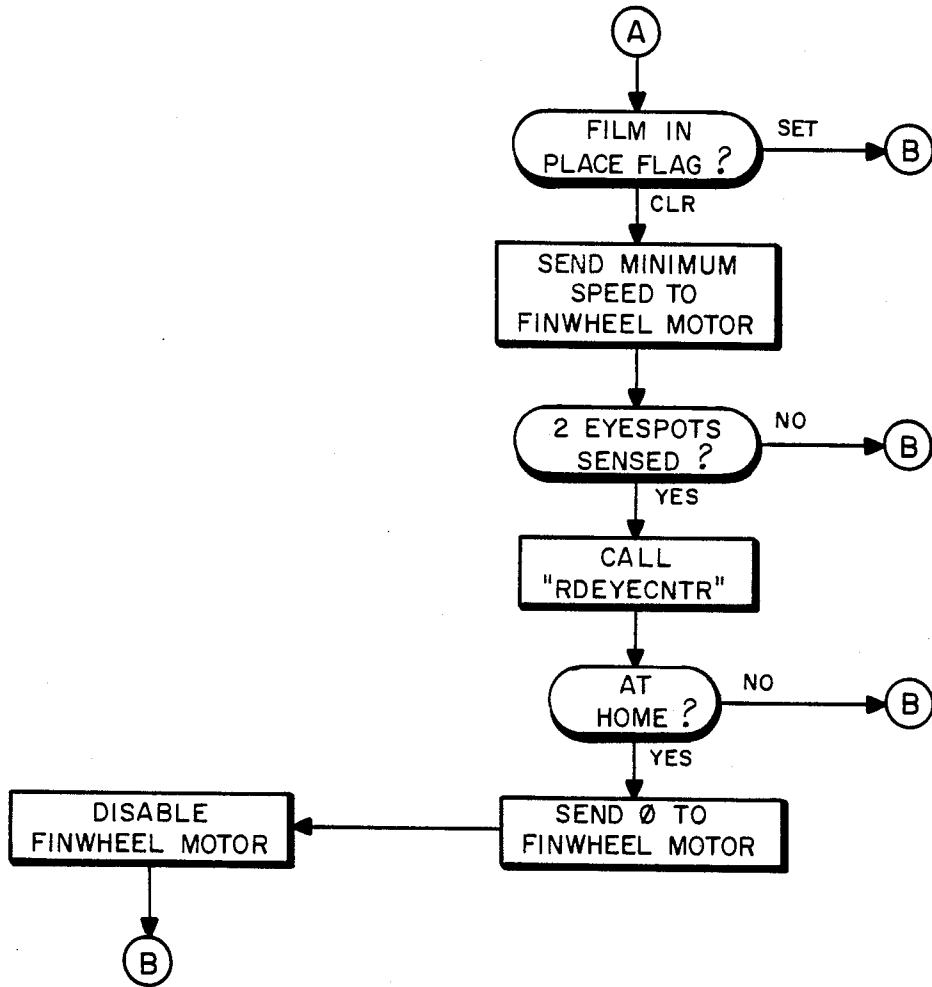 A
FILM IN
PLACE FLAG ?
SET
B
CLR
SEND MINIMUM
SPEED TO
FINWHEEL MOTOR
2 EYESPOTS
SENSED ?
NO
B
YES
CALL
"RDEYECNTR"
AT
HOME ?
NO
B
YES
SEND Ø TO
FINWHEEL MOTOR
DISABLE
FINWHEEL MOTOR
B